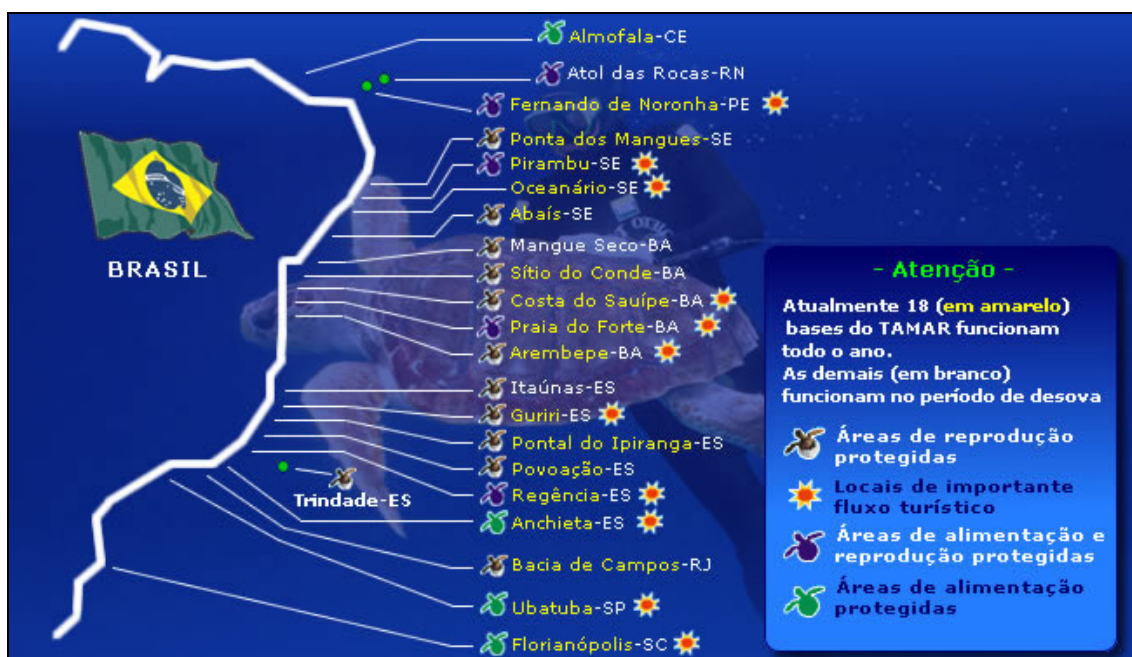 Almofala-CE
Atol das Rocas-RN
Fernando de Noronha-PE
Ponta dos Mangues-SE
Pirambu-SE
Oceanário-SE
Abaís-SE
BRASIL
Mangue Seco-BA
Sítio do Conde-BA
Costa do Sauípe-BA
Praia do Forte-BA
Arembepe-BA
Itaúnas-ES
Guriri-ES
Pontal do Ipiranga-ES
Povoação-ES
Trindade-ES
Regência-ES
Anchieta-ES
Bacia de Campos-RJ
Ubatuba-SP
Florianópolis-SC
- Atenção -
Atualmente 18 (em amarelo)
bases do TAMAR funcionam
todo o ano.
As demais (em branco)
funcionam no período de desova
Áreas de reprodução
protegidas
Locais de importante
fluxo turístico
Áreas de alimentação e
reprodução protegidas
Áreas de alimentação
protegidas